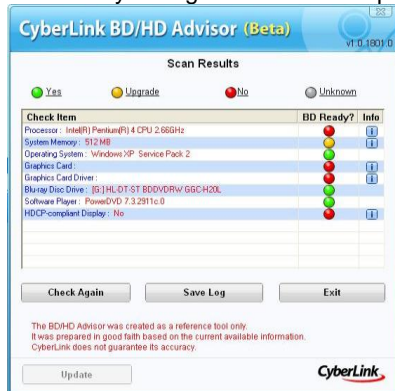 CyberLink BD/HD Advisor (Beta)
v1.0.1801.0
Scan Results
Yes Upgrade No Unknown
Check Item BD Ready? Info
Processor : Intel(R) Pentium(R) 4 CPU 2.66GHz
System Memory : 512 MB
Operating System : Windows XP Service Pack 2
Graphics Card :
Graphics Card Driver :
Blu-ray Disc Drive : [G:] HL-DT-ST BDDVDRW GGC-H20L
Software Player : PowerDVD 7.3.2911c.0
HDCP-compliant Display : No
Check Again Save Log Exit
The BD/HD Advisor was created as a reference tool only.
It was prepared in good faith based on the current available information.
CyberLink does not guarantee its accuracy.
Update CyberLink